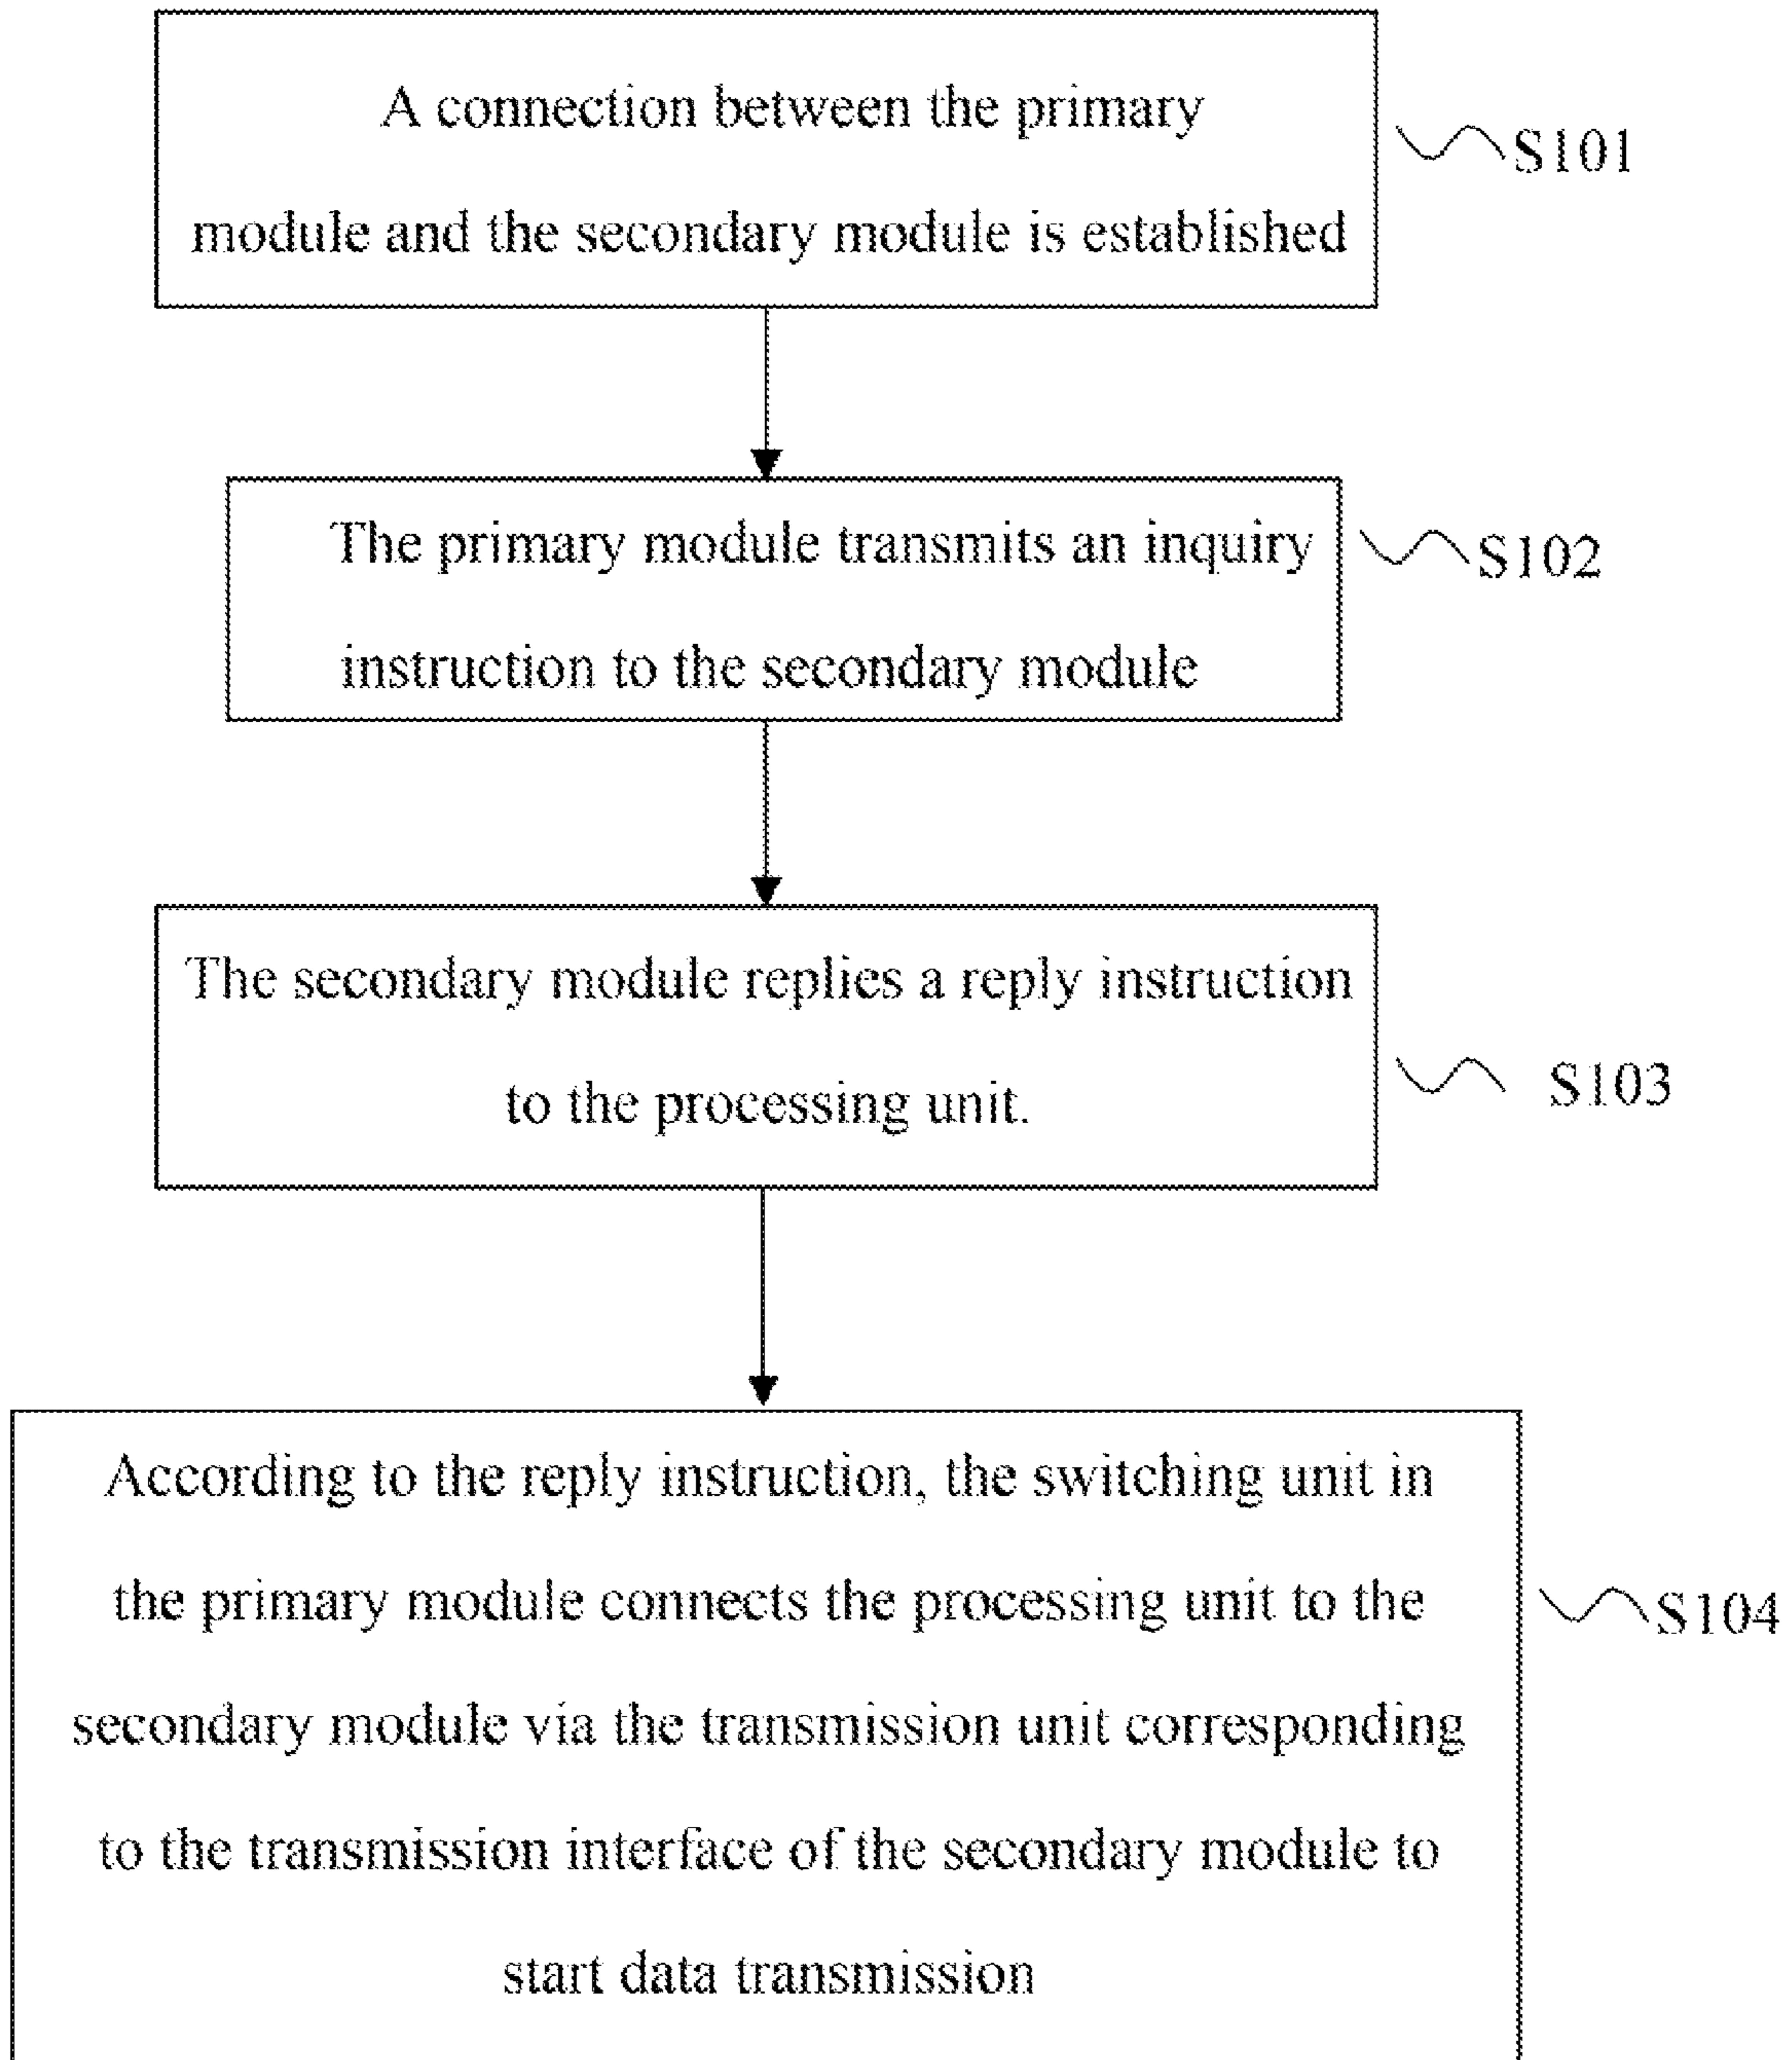 A connection between the primary
module and the secondary module is established
S101
The primary module transmits an inquiry
instruction to the secondary module
S102
The secondary module replies a reply instruction
to the processing unit.
S103
According to the reply instruction, the switching unit in
the primary module connects the processing unit to the
secondary module via the transmission unit corresponding
to the transmission interface of the secondary module to
start data transmission
S104